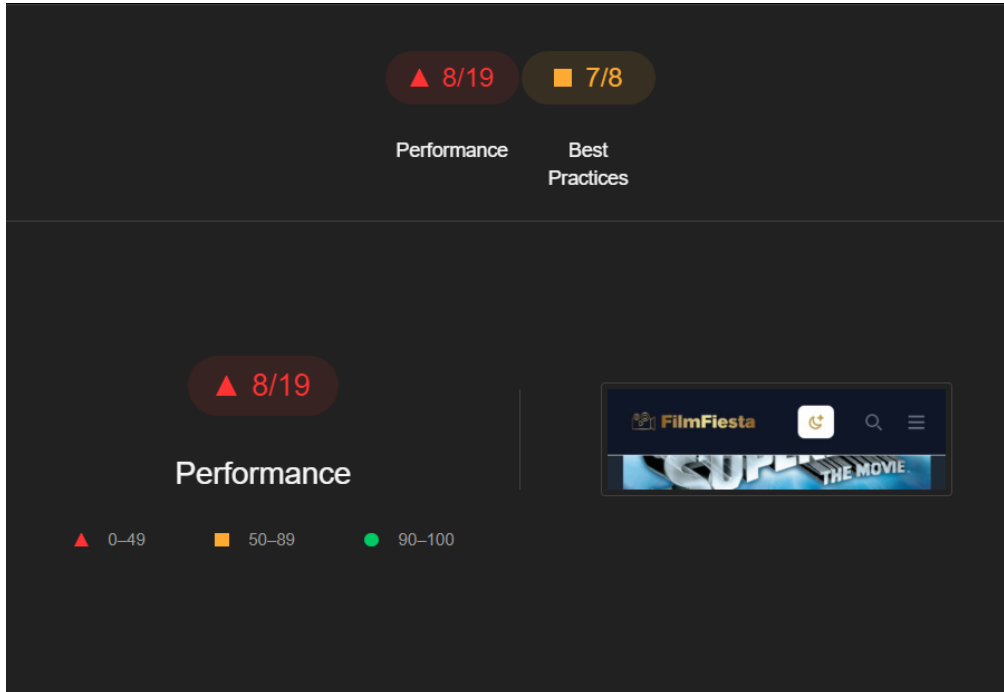 8/19
7/8
Performance
Best
Practices
8/19
Performance
0–49
50–89
90–100
FilmFiesta
THE MOVIE